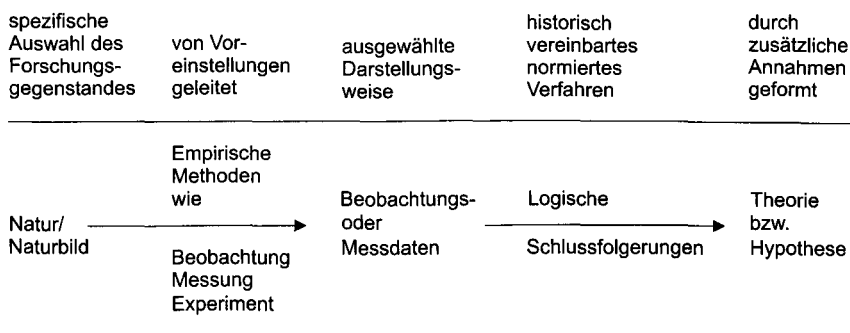 spezifische
Auswahl des
Forschungs-
gegenstandes
von Vor-
einstellungen
geleitet
ausgewählte
Darstellungs-
weise
historisch
vereinbartes
normiertes
Verfahren
durch
zusätzliche
Annahmen
geformt
Natur/
Naturbild
Empirische
Methoden
wie
Beobachtung
Messung
Experiment
Beobachtungs-
oder
Messdaten
Logische
Schlussfolgerungen
Theorie
bzw.
Hypothese